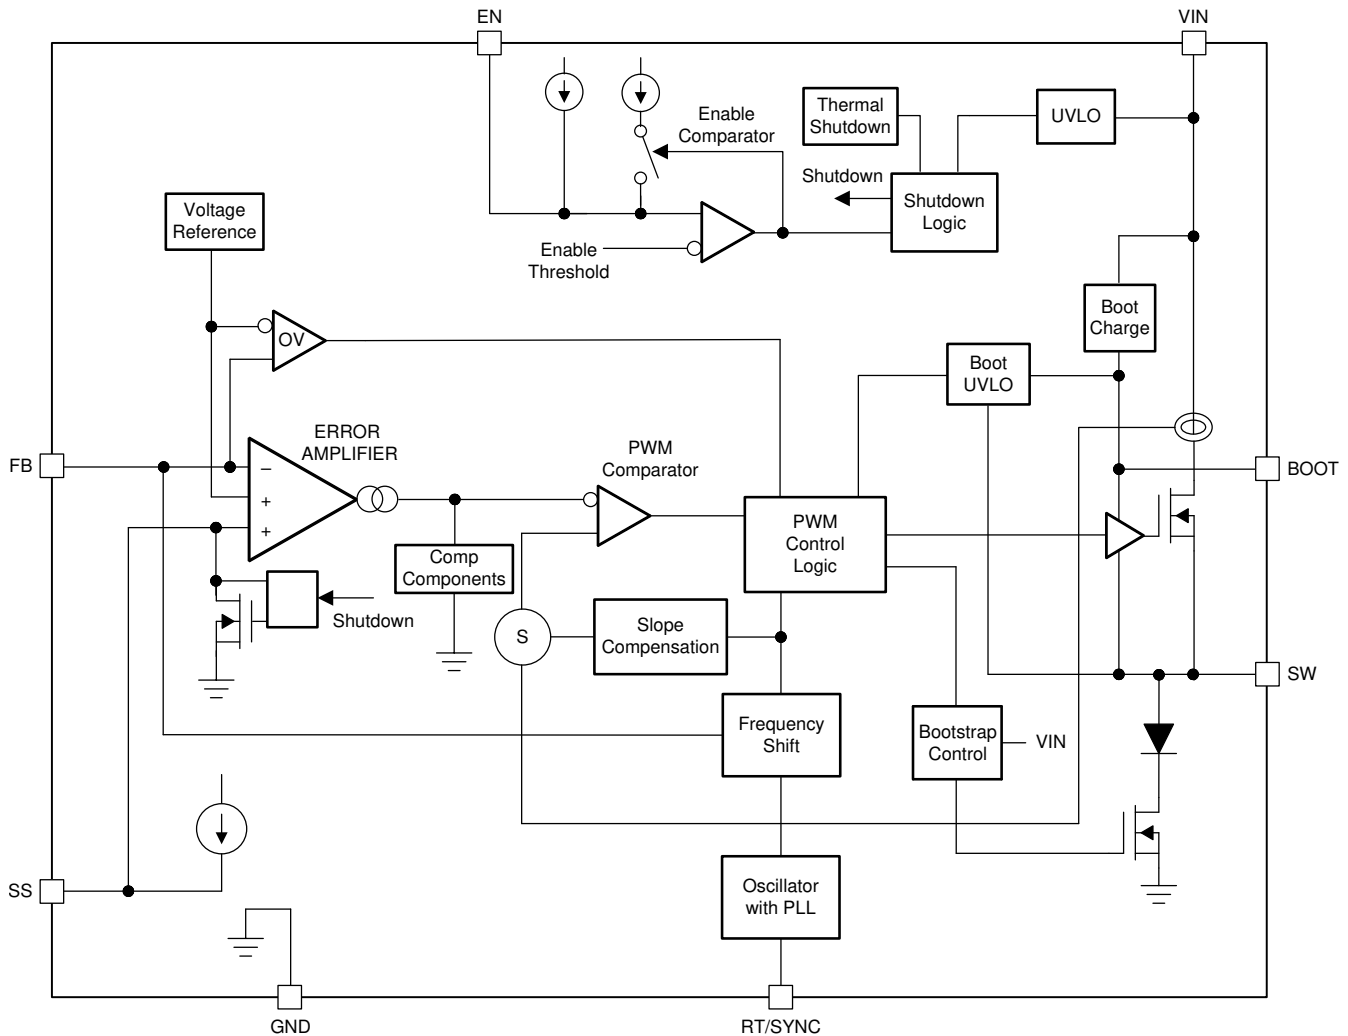 EN
VIN
Thermal
Shutdown
UVLO
Enable
Comparator
Shutdown
Shutdown
Logic
Voltage
Reference
Enable
Threshold
Boot
Charge
OV
Boot
UVLO
ERROR
AMPLIFIER
PWM
Comparator
FB
−
+
+
BOOT
PWM
Control
Logic
Comp
Components
Shutdown
S
Slope
Compensation
SW
Frequency
Shift
Bootstrap
Control
VIN
SS
Oscillator
with PLL
GND
RT/SYNC